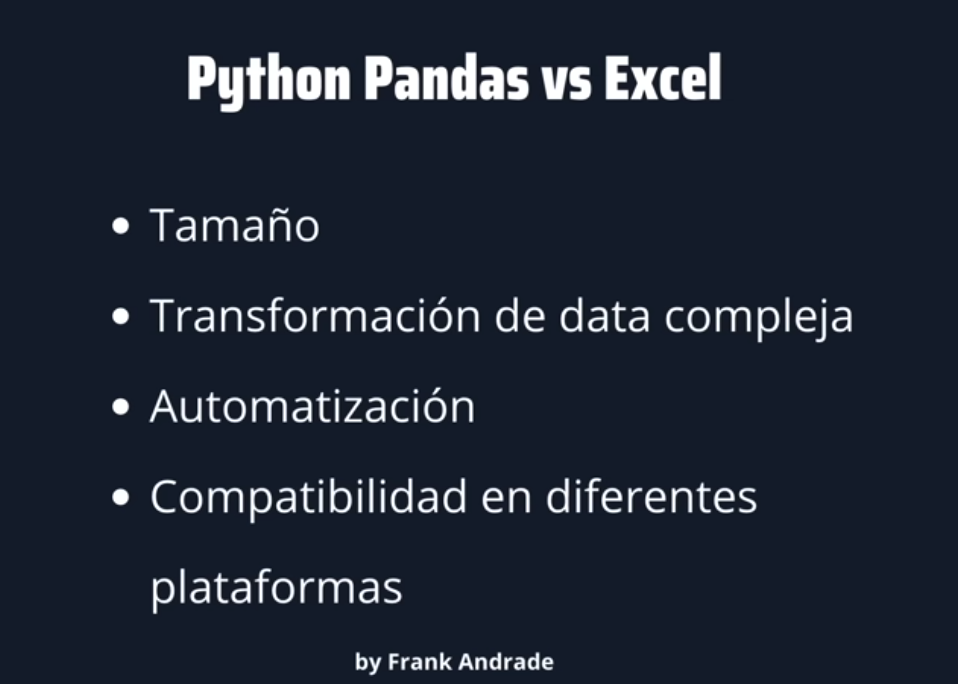 Python Pandas vs Excel
• Tamaño
• Transformación de data compleja
• Automatización
• Compatibilidad en diferentes
plataformas
by Frank Andrade